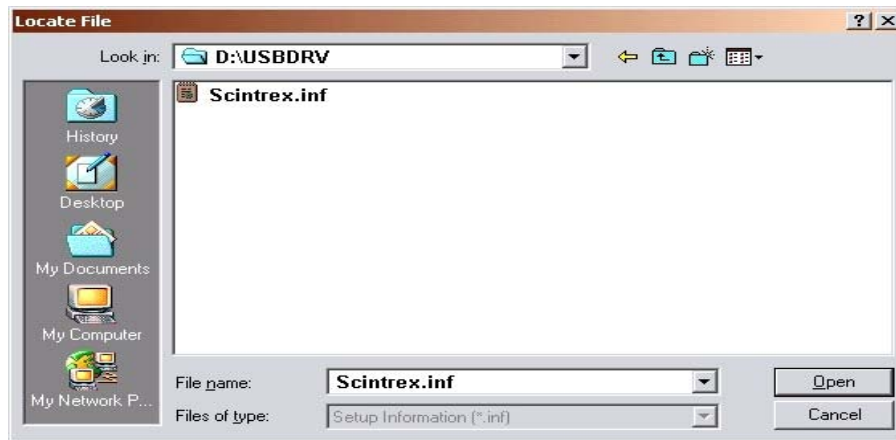 Locate File
Look in: D:\USBDRV
Scintrex.inf
History
Desktop
My Documents
My Computer
My Network P...
File name: Scintrex.inf Open
Files of type: Setup Information (*.inf) Cancel